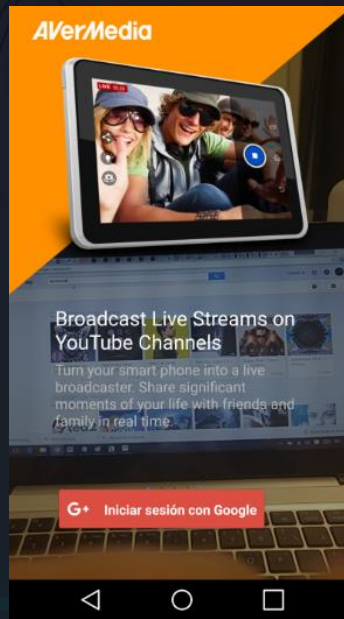 AVerMedia
LIVE
Broadcast Live Streams on
YouTube Channels
Turn your smart phone into a live
broadcaster. Share significant
moments of your life with friends and
family in real time.
G+ Iniciar sesión con Google